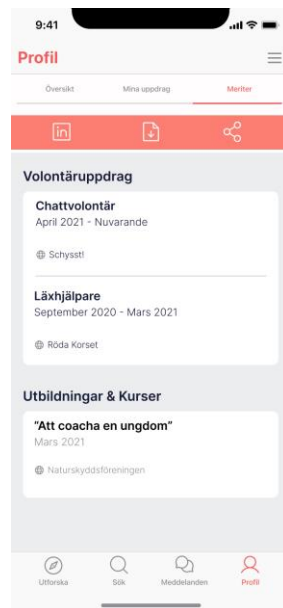 9:41
Profil
Översikt Mina uppdrag Meriter
in
Volontäruppdrag
Chattvolontär
April 2021 - Nuvarande
Schysst!
Läxhjälpare
September 2020 - Mars 2021
Röda Korset
Utbildningar & Kurser
"Att coacha en ungdom"
Mars 2021
Naturskyddsföreningen
Utforska Sök Meddelanden Profil